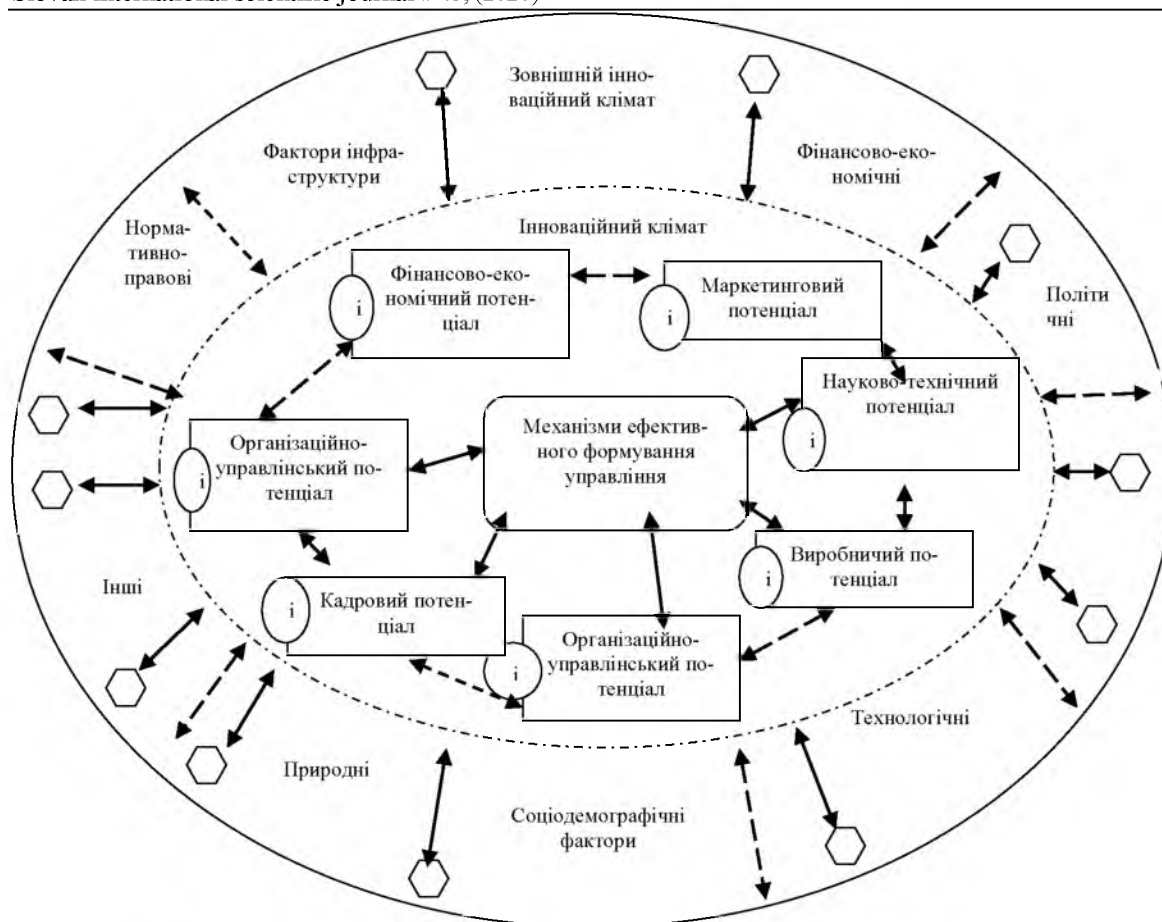 Зовнішній інно-
ваційний клімат
Фактори інфра-
структури
Фінансово-еко-
номічні
Норма-
тивно-
правові
Інноваційний клімат
Політи
чні
Фінансово-еко-
номічний потен-
ціал
і
Маркетинговий
потенціал
і
Науково-технічний
потенціал
і
Організаційно-
управлінський по-
тенціал
і
Механізми ефектив-
ного формування
управління
Виробничий по-
тенціал
і
Інші
Кадровий потен-
ціал
і
Організаційно-
управлінський по-
тенціал
і
Технологічні
Природні
Соціодемографічні
фактори